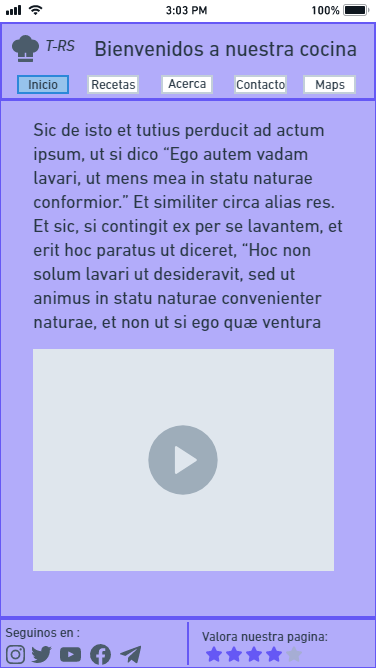 3:03 PM
100%
T-RS
Bienvenidos a nuestra cocina
Inicio
Recetas
Acerca
Contacto
Maps
Sic de isto et tutius perducit ad actum
ipsum, ut si dico “Ego autem vadam
lavari, ut mens mea in statu naturae
conformior.” Et similiter circa alias res.
Et sic, si contingit ex per se lavantem, et
erit hoc paratus ut diceret, “Hoc non
solum lavari ut desideravit, sed ut
animus in statu naturae convenienter
naturae, et non ut si ego quæ ventura
Seguinos en :
Valora nuestra pagina: